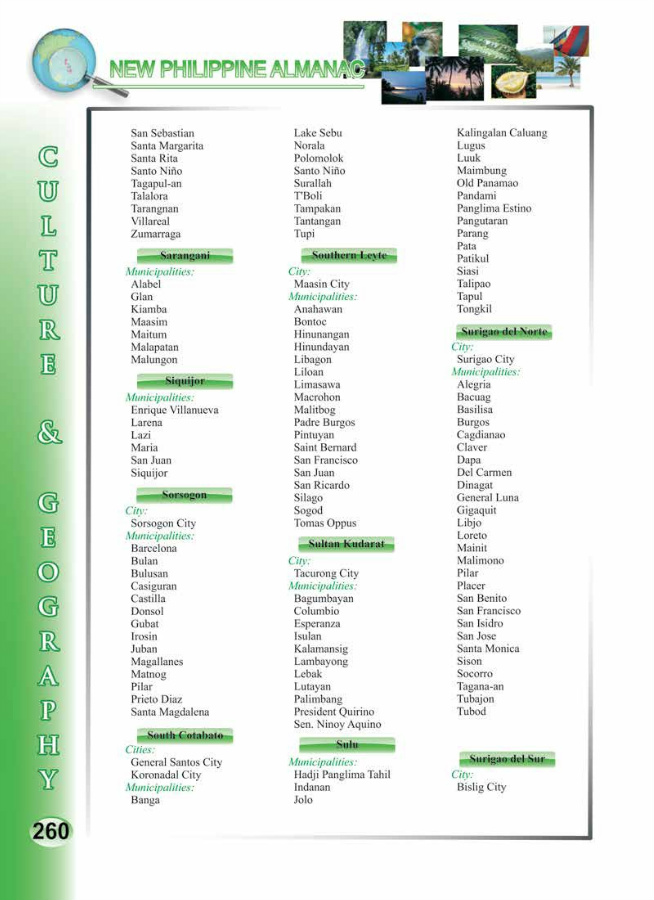 NEW PHILIPPINE ALMANAC
CULTURE & GEOGRAPHY
San Sebastian
Santa Margarita
Santa Rita
Santo Niño
Tagapul-an
Talalora
Tarangnan
Villareal
Zumarraga
Sarangani
Municipalities:
Alabel
Glan
Kiamba
Maasim
Maitum
Malapatan
Malungon
Siquijor
Municipalities:
Enrique Villanueva
Larena
Lazi
Maria
San Juan
Siquijor
Sorsogon
City:
Sorsogon City
Municipalities:
Barcelona
Bulan
Bulusan
Casiguran
Castilla
Donsol
Gubat
Irosin
Juban
Magallanes
Matnog
Pilar
Prieto Diaz
Santa Magdalena
South Cotabato
Cities:
General Santos City
Koronadal City
Municipalities:
Banga
Lake Sebu
Norala
Polomolok
Santo Niño
Surallah
T'Boli
Tampakan
Tantangan
Tupi
Southern Leyte
City:
Maasin City
Municipalities:
Anahawan
Bontoc
Hinunangan
Hinundayan
Libagon
Liloan
Limasawa
Macrohon
Malitbog
Padre Burgos
Pintuyan
Saint Bernard
San Francisco
San Juan
San Ricardo
Silago
Sogod
Tomas Oppus
Sultan Kudarat
City:
Tacurong City
Municipalities:
Bagumbayan
Columbio
Esperanza
Isulan
Kalamansig
Lambayong
Lebak
Lutayan
Palimbang
President Quirino
Sen. Ninoy Aquino
Sulu
Municipalities:
Hadji Panglima Tahil
Indanan
Jolo
Kalingalan Caluang
Lugus
Luuk
Maimbung
Old Panamao
Pandami
Panglima Estino
Pangutaran
Parang
Pata
Patikul
Siasi
Talipao
Tapul
Tongkil
Surigao del Norte
City:
Surigao City
Municipalities:
Alegria
Bacuag
Basilisa
Burgos
Cagdianao
Claver
Dapa
Del Carmen
Dinagat
General Luna
Gigaquit
Libjo
Loreto
Mainit
Malimono
Pilar
Placer
San Benito
San Francisco
San Isidro
San Jose
Santa Monica
Sison
Socorro
Tagana-an
Tubajon
Tubod
Surigao del Sur
City:
Bislig City
260